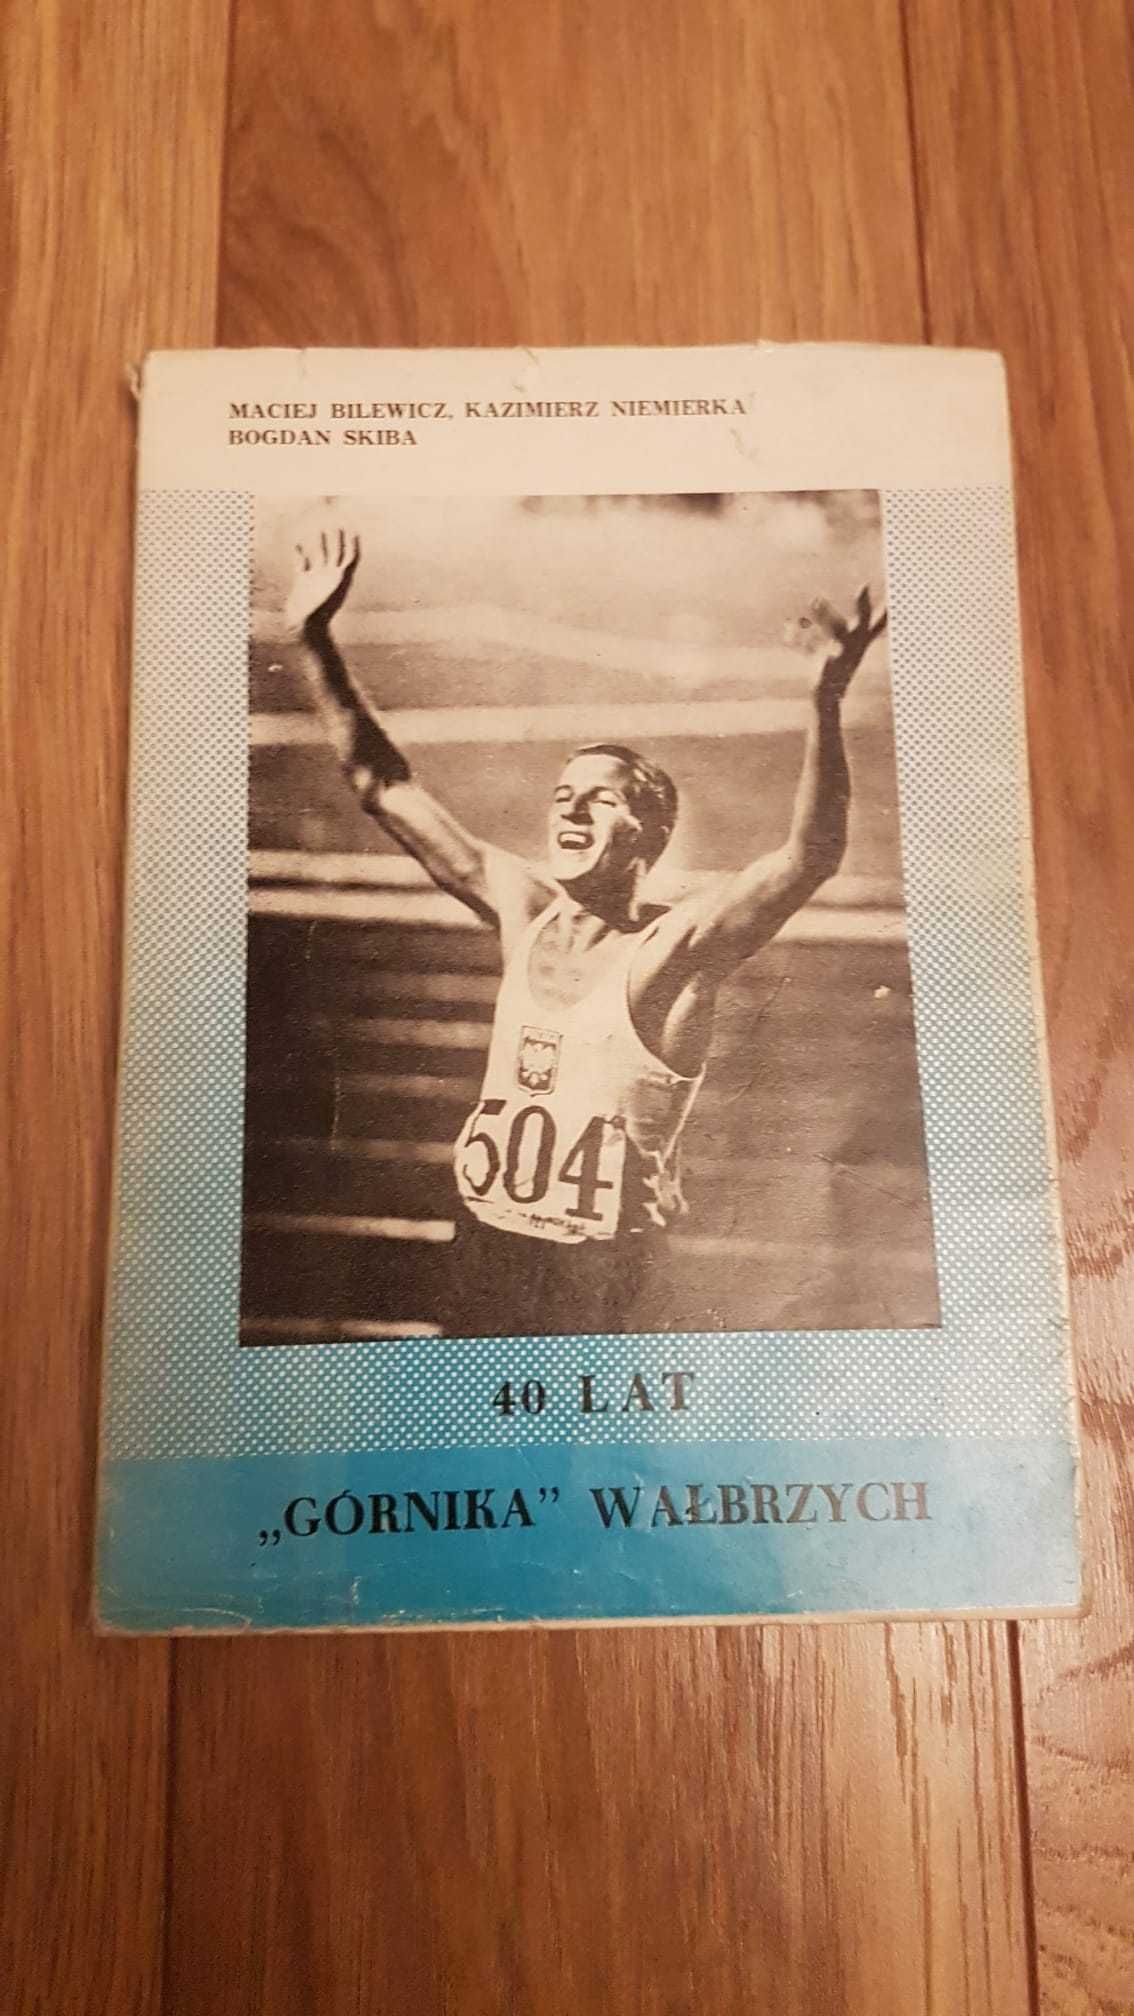 MACIEJ BILEWICZ, KAZIMIERZ NIEMIERKA
BOGDAN SKIBA
504
40 LAT
„GÓRNIKA” WAŁBRZYCH